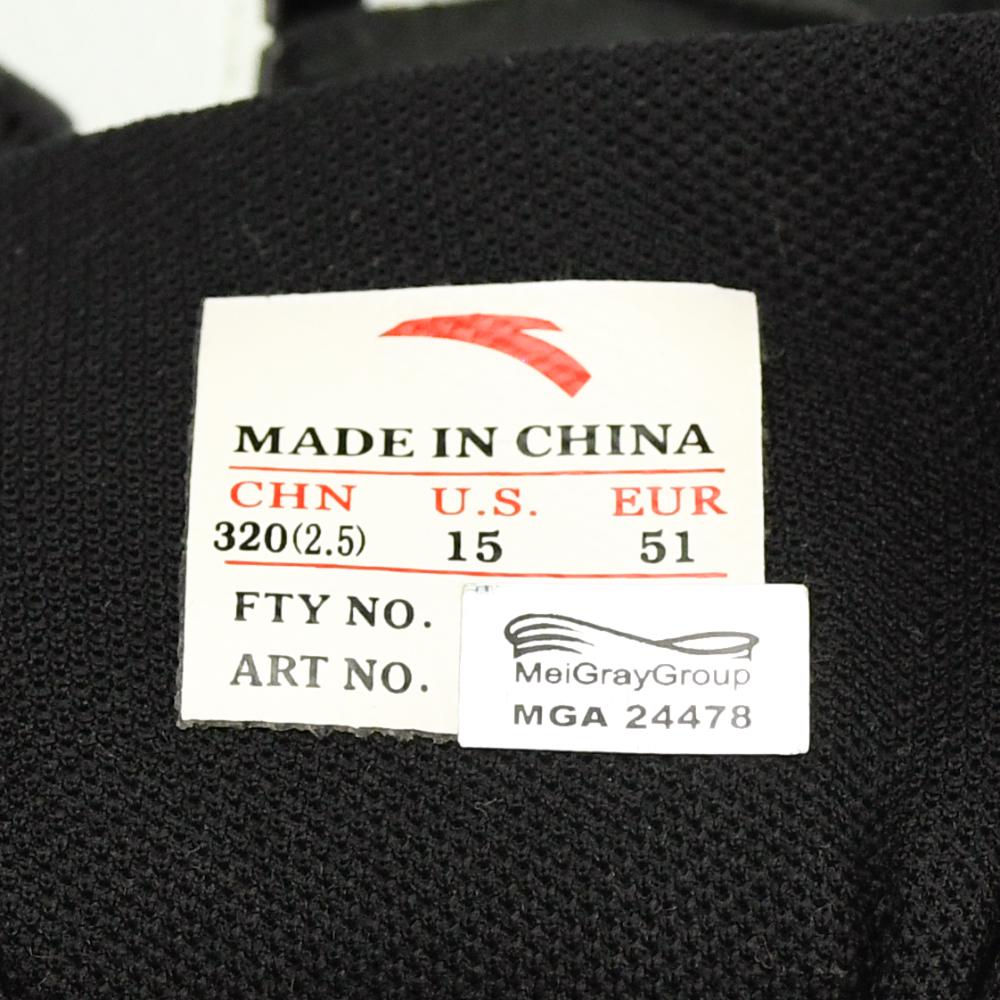 MADE IN CHINA
CHN U.S. EUR
320(2.5) 15 51
FTY NO.
ART NO.
MeiGrayGroup
MGA 24478